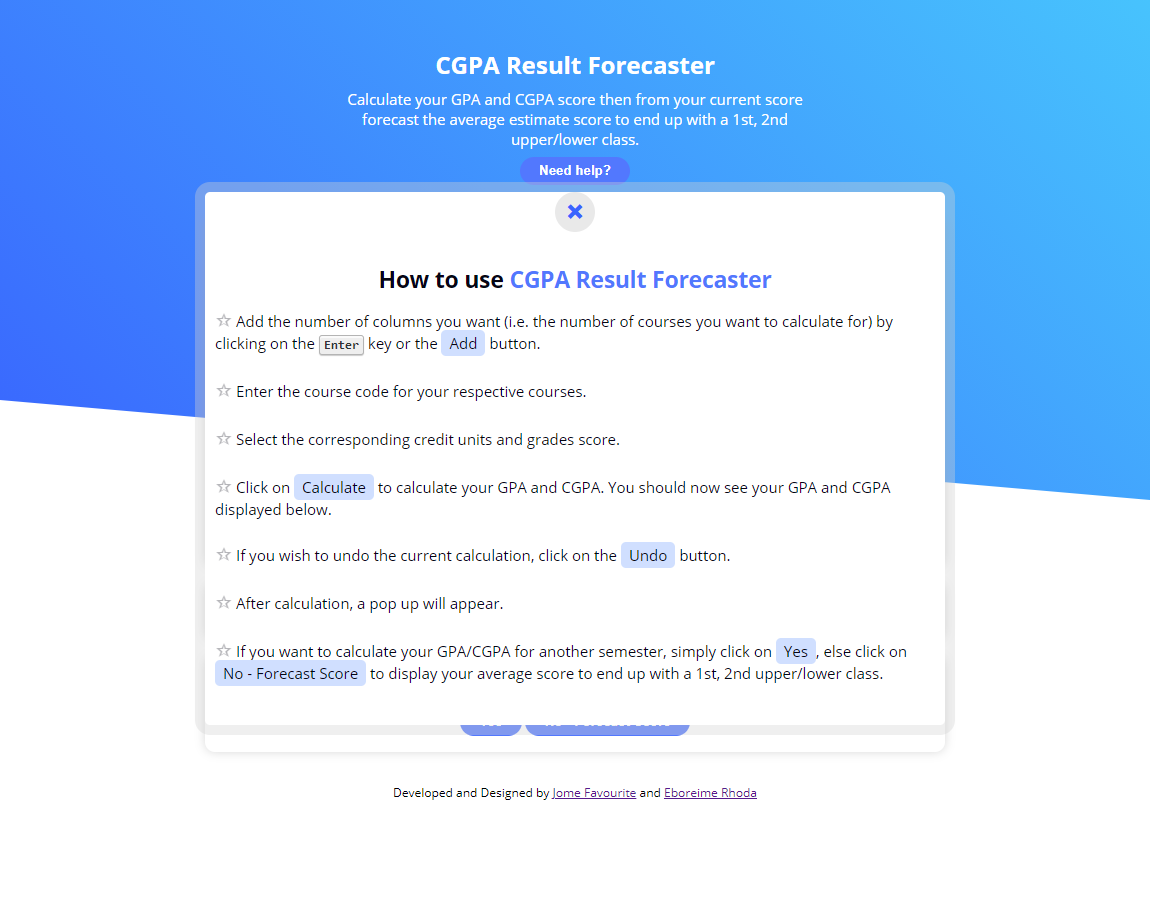 CGPA Result Forecaster
Calculate your GPA and CGPA score then from your current score
forecast the average estimate score to end up with a 1st, 2nd
upper/lower class.
Need help?
How to use CGPA Result Forecaster
☆ Add the number of columns you want (i.e. the number of courses you want to calculate for) by
clicking on the Enter key or the Add button.
☆ Enter the course code for your respective courses.
☆ Select the corresponding credit units and grades score.
☆ Click on Calculate to calculate your GPA and CGPA. You should now see your GPA and CGPA
displayed below.
☆ If you wish to undo the current calculation, click on the Undo button.
☆ After calculation, a pop up will appear.
☆ If you want to calculate your GPA/CGPA for another semester, simply click on Yes , else click on
No - Forecast Score to display your average score to end up with a 1st, 2nd upper/lower class.
Developed and Designed by Jome Favourite and Eboreime Rhoda